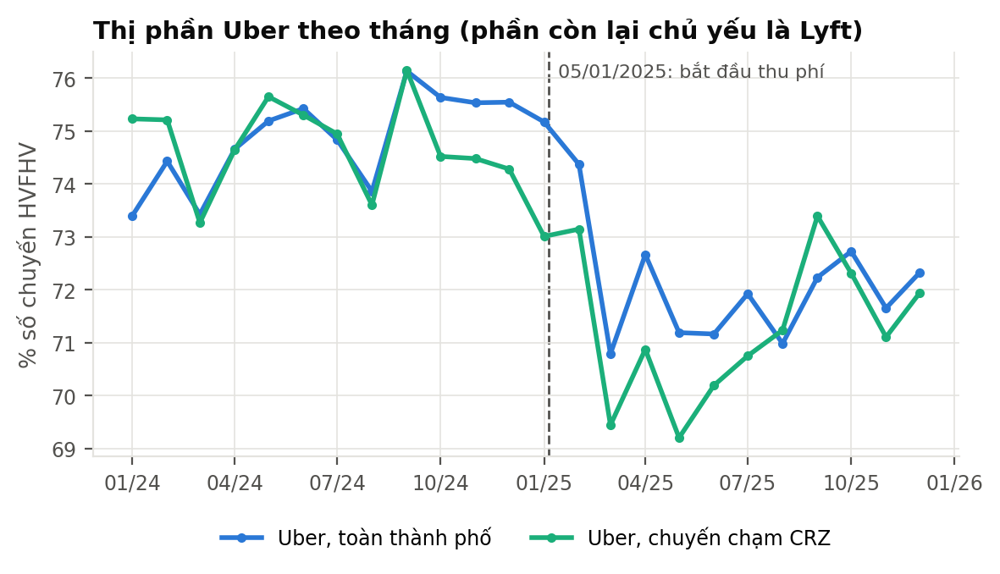 Thị phần Uber theo tháng (phần còn lại chủ yếu là Lyft)
05/01/2025: bắt đầu thu phí
% số chuyến HVFHV
76
75
74
73
72
71
70
69
01/24 04/24 07/24 10/24 01/25 04/25 07/25 10/25 01/26
Uber, toàn thành phố Uber, chuyến chạm CRZ